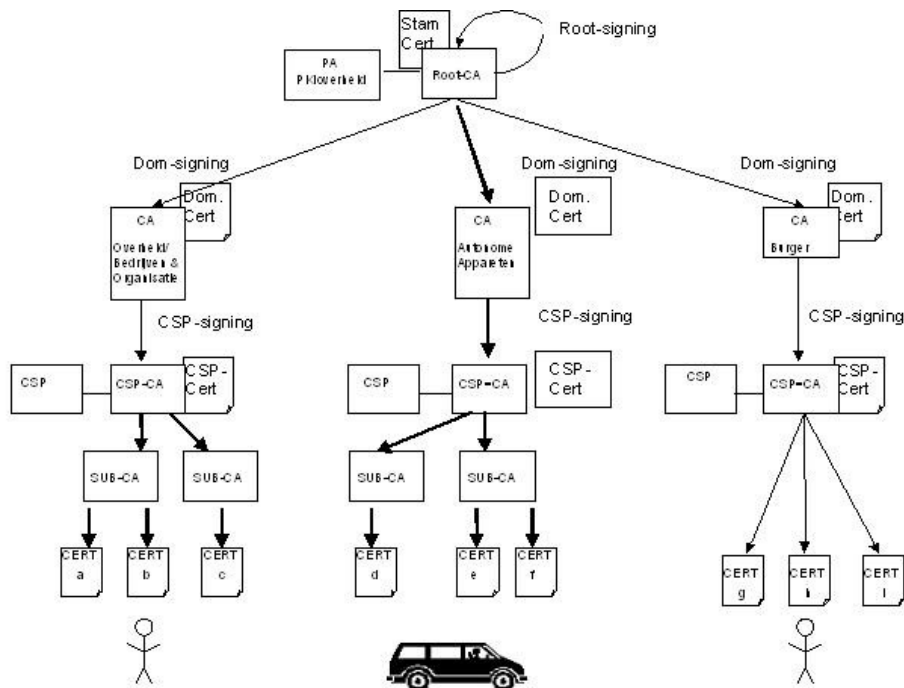 Stam
Cert
Root-signing
PA
PKIoverheid
Root-CA
Dom-signing
Dom-signing
Dom-signing
Dom.
Cert
Dom.
Cert
Dom.
Cert
CA
Overheid/
Bedrijven &
Organisatie
CA
Autonome
Apparaten
CA
Burger
CSP-signing
CSP-signing
CSP-signing
CSP
CSP-CA
CSP-
Cert
CSP
CSP-CA
CSP-
Cert
CSP
CSP-CA
CSP-
Cert
SUB-CA
SUB-CA
SUB-CA
SUB-CA
CERT
a
CERT
b
CERT
c
CERT
d
CERT
e
CERT
f
CERT
g
CERT
h
CERT
i